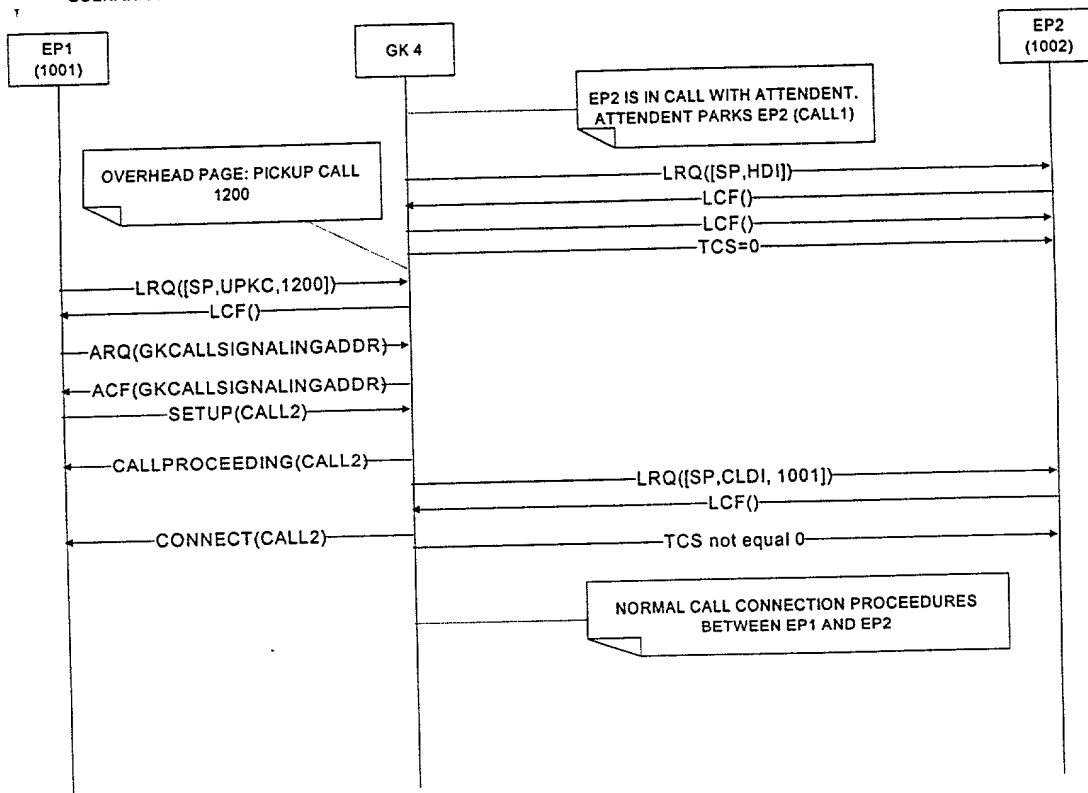 EP1
(1001)
GK 4
EP2
(1002)
EP2 IS IN CALL WITH ATTENDENT.
ATTENDENT PARKS EP2 (CALL1)
OVERHEAD PAGE: PICKUP CALL
1200
LRQ([SP,HDI])
LCF()
LCF()
TCS=0
LRQ([SP,UPKC,1200])
LCF()
ARQ(GKCALLSIGNALINGADDR)
ACF(GKCALLSIGNALINGADDR)
SETUP(CALL2)
CALLPROCEEDING(CALL2)
LRQ([SP,CLDI, 1001])
LCF()
CONNECT(CALL2)
TCS not equal 0
NORMAL CALL CONNECTION PROCEEDURES
BETWEEN EP1 AND EP2